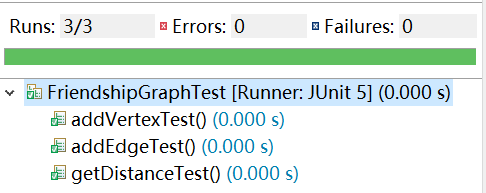 Runs: 3/3 Errors: 0 Failures: 0
FriendshipGraphTest [Runner: JUnit 5] (0.000 s)
addVertexTest() (0.000 s)
addEdgeTest() (0.000 s)
getDistanceTest() (0.000 s)